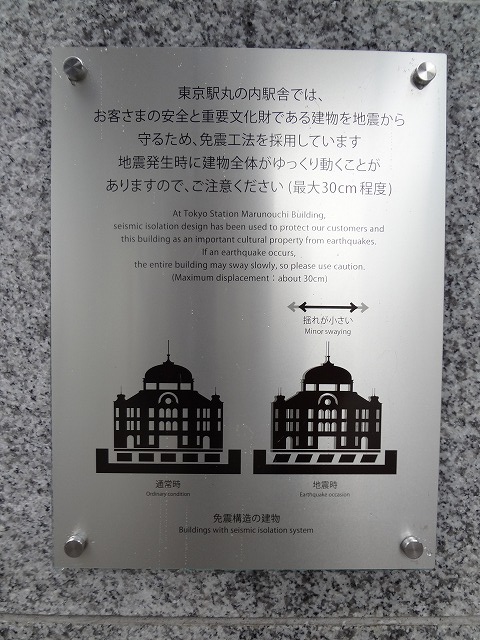 東京駅丸の内駅舎では、
お客さまの安全と重要文化財である建物を地震から
守るため、免震工法を採用しています
地震発生時に建物全体がゆっくり動くことが
ありますので、ご注意ください (最大30cm程度)
At Tokyo Station Marunouchi Building,
seismic isolation design has been used to protect our customers and
this building as an important cultural property from earthquakes.
If an earthquake occurs,
the entire building may sway slowly, so please use caution.
(Maximum displacement : about 30cm)
揺れが小さい
Minor swaying
通常時
Ordinary condition
地震時
Earthquake occasion
免震構造の建物
Buildings with seismic isolation system